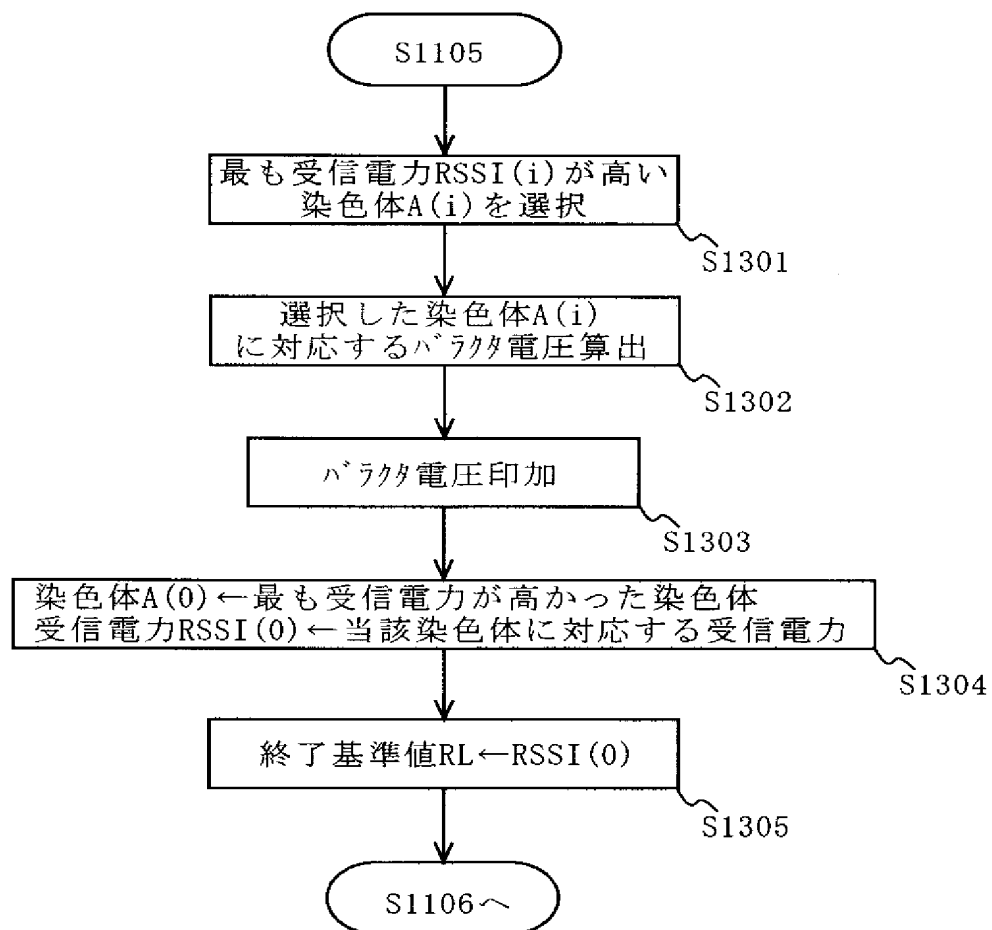 S1105
最も受信電力RSSI(i)が高い
染色体A(i)を選択
S1301
選択した染色体A(i)
に対応するﾊﾞﾗｸﾀ電圧算出
S1302
ﾊﾞﾗｸﾀ電圧印加
S1303
染色体A(0)←最も受信電力が高かった染色体
受信電力RSSI(0)←当該染色体に対応する受信電力
S1304
終了基準値RL←RSSI(0)
S1305
S1106へ